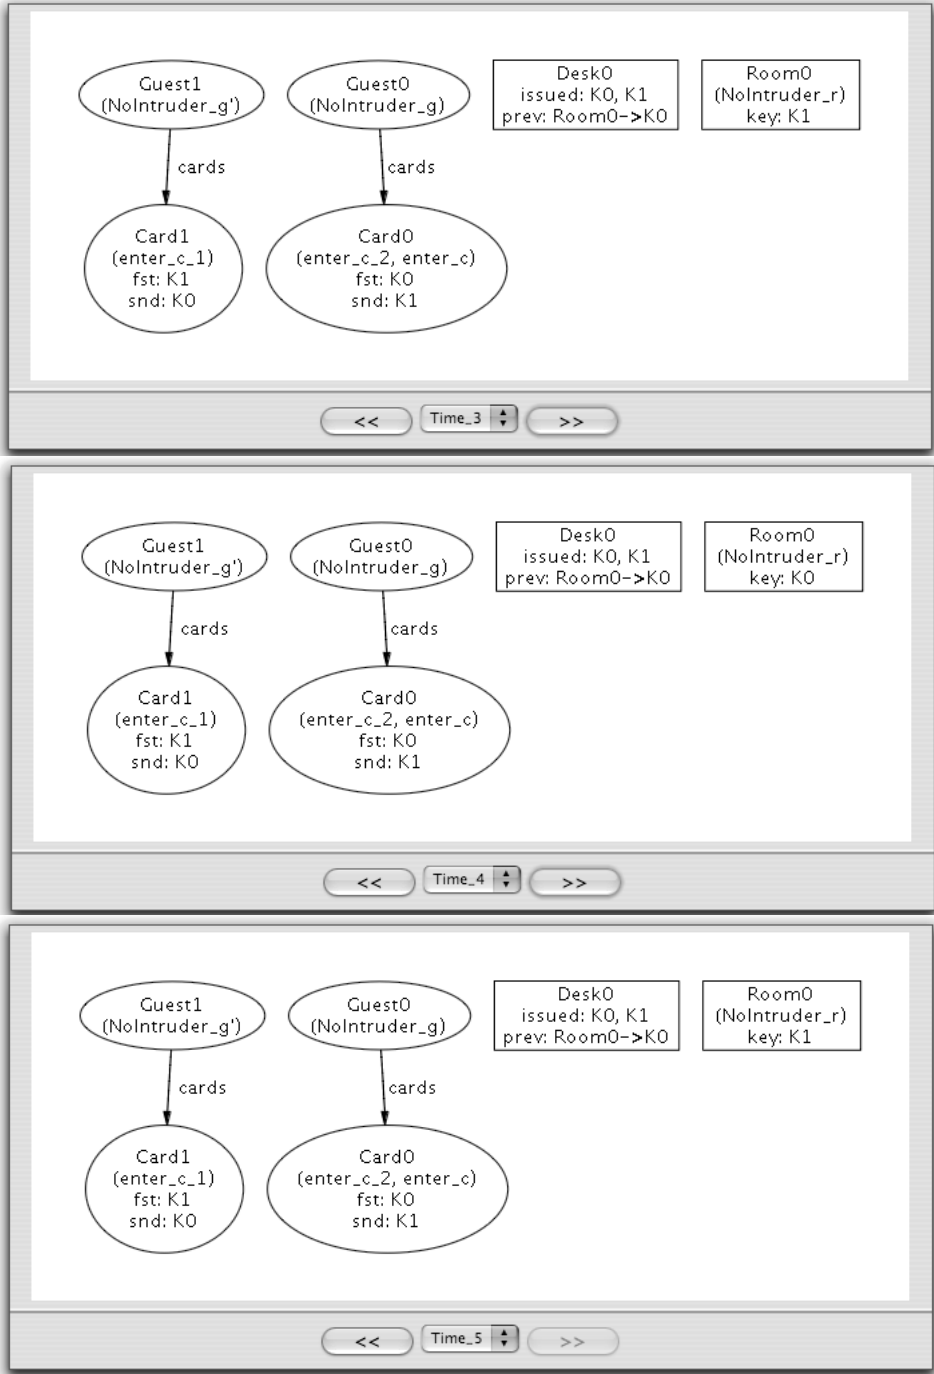 Guest1
(NoIntruder_g')
Guest0
(NoIntruder_g)
Desk0
issued: K0, K1
prev: Room0->K0
Room0
(NoIntruder_r)
key: K1
cards
cards
Card1
(enter_c_1)
fst: K1
snd: K0
Card0
(enter_c_2, enter_c)
fst: K0
snd: K1
<<
Time_3
>>
Guest1
(NoIntruder_g')
Guest0
(NoIntruder_g)
Desk0
issued: K0, K1
prev: Room0->K0
Room0
(NoIntruder_r)
key: K0
cards
cards
Card1
(enter_c_1)
fst: K1
snd: K0
Card0
(enter_c_2, enter_c)
fst: K0
snd: K1
<<
Time_4
>>
Guest1
(NoIntruder_g')
Guest0
(NoIntruder_g)
Desk0
issued: K0, K1
prev: Room0->K0
Room0
(NoIntruder_r)
key: K1
cards
cards
Card1
(enter_c_1)
fst: K1
snd: K0
Card0
(enter_c_2, enter_c)
fst: K0
snd: K1
<<
Time_5
>>